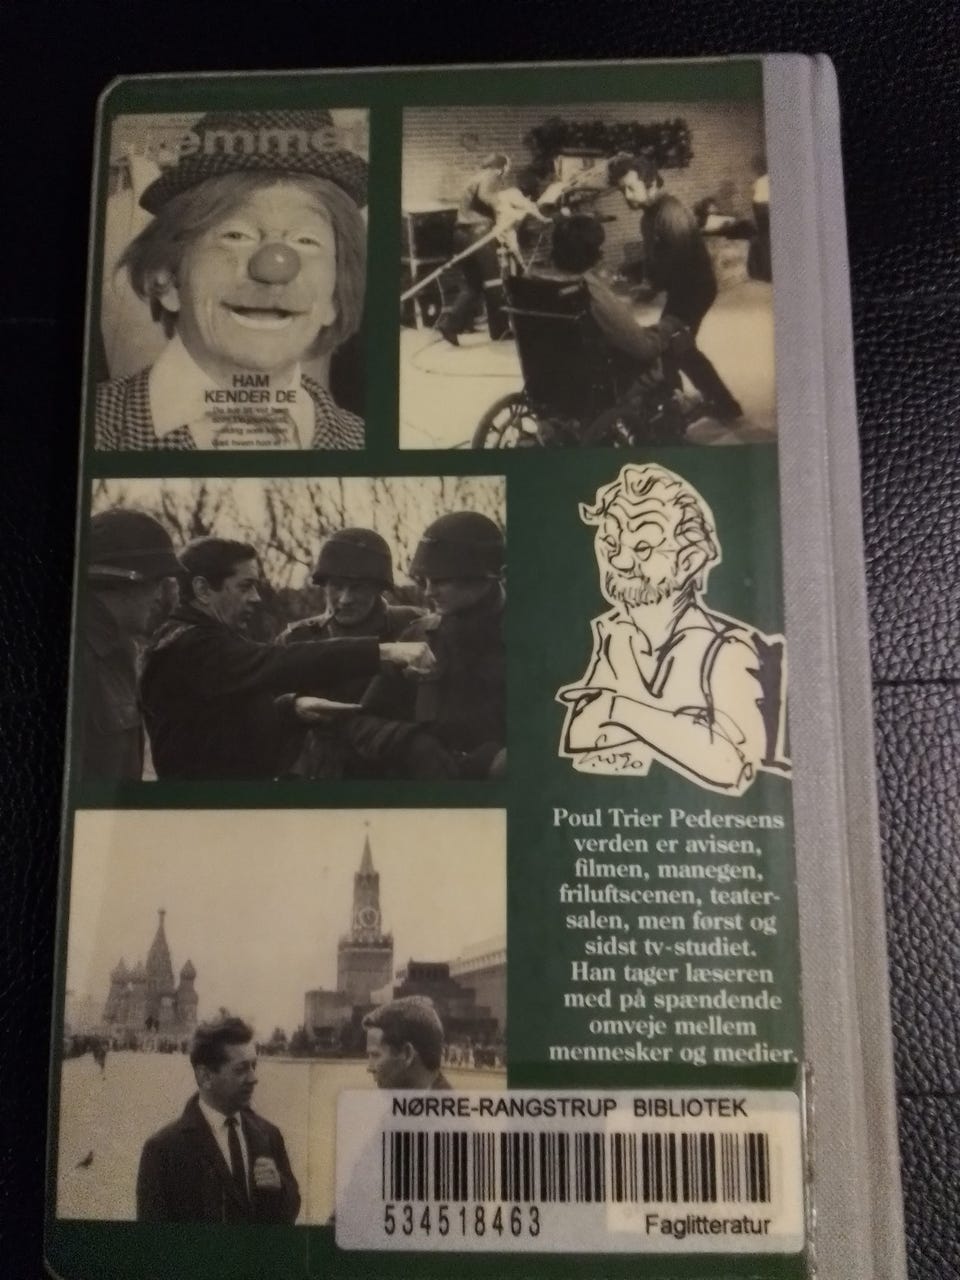 Hjemmet
HAM
KENDER DE
Poul Trier Pedersens
verden er avisen,
filmen, manegen,
friluftscenen, teater-
salen, men først og
sidst tv-studiet.
Han tager læseren
med på spændende
omveje mellem
mennesker og medier.
NØRRE-RANGSTRUP BIBLIOTEK
534518463
Faglitteratur